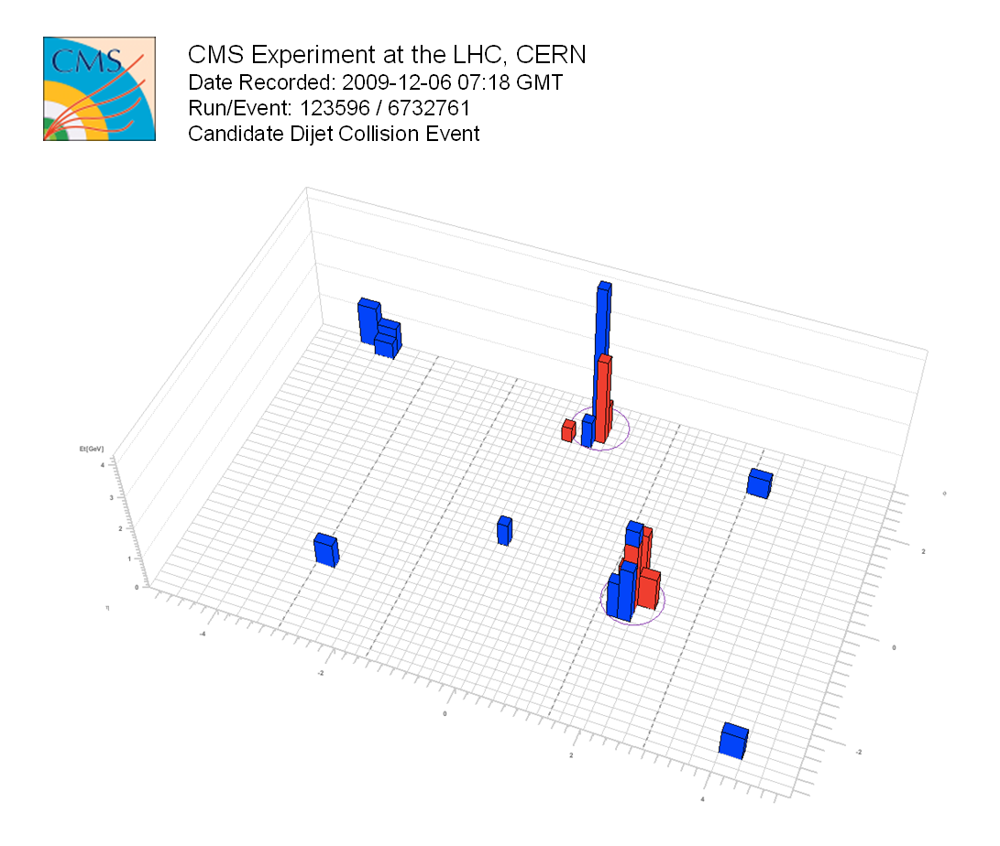 CMS
CMS Experiment at the LHC, CERN
Date Recorded: 2009-12-06 07:18 GMT
Run/Event: 123596 / 6732761
Candidate Dijet Collision Event
Et[GeV]
4
3
2
1
0
η
-4
-2
0
2
4
2
0
-2